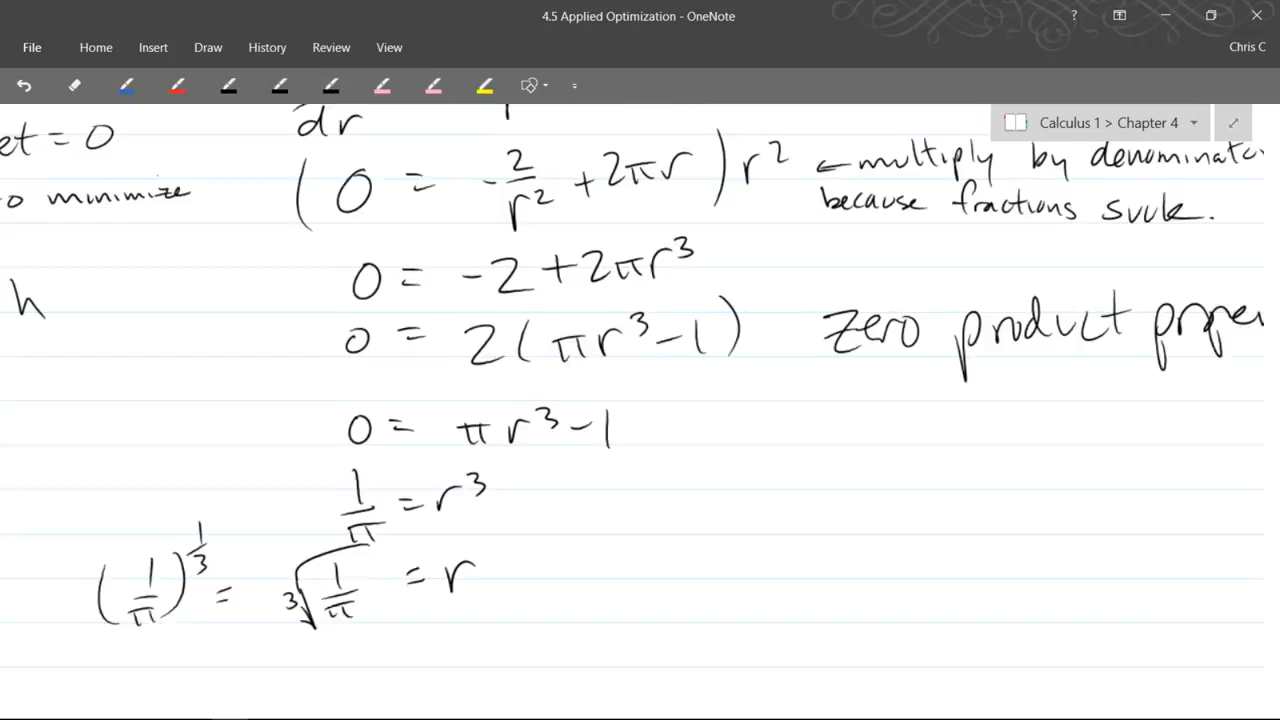 4.5 Applied Optimization - OneNote
File Home Insert Draw History Review View
Chris C
Calculus 1 > Chapter 4
et = 0
o minimize
dr
( 0 = -2/r² + 2πr ) r² ← multiply by denominator
because fractions suck.
h
0 = -2 + 2πr³
0 = 2(πr³ - 1) zero product proper
0 = πr³ - 1
1/π = r³
(1/π)^(1/3) = ³√(1/π) = r